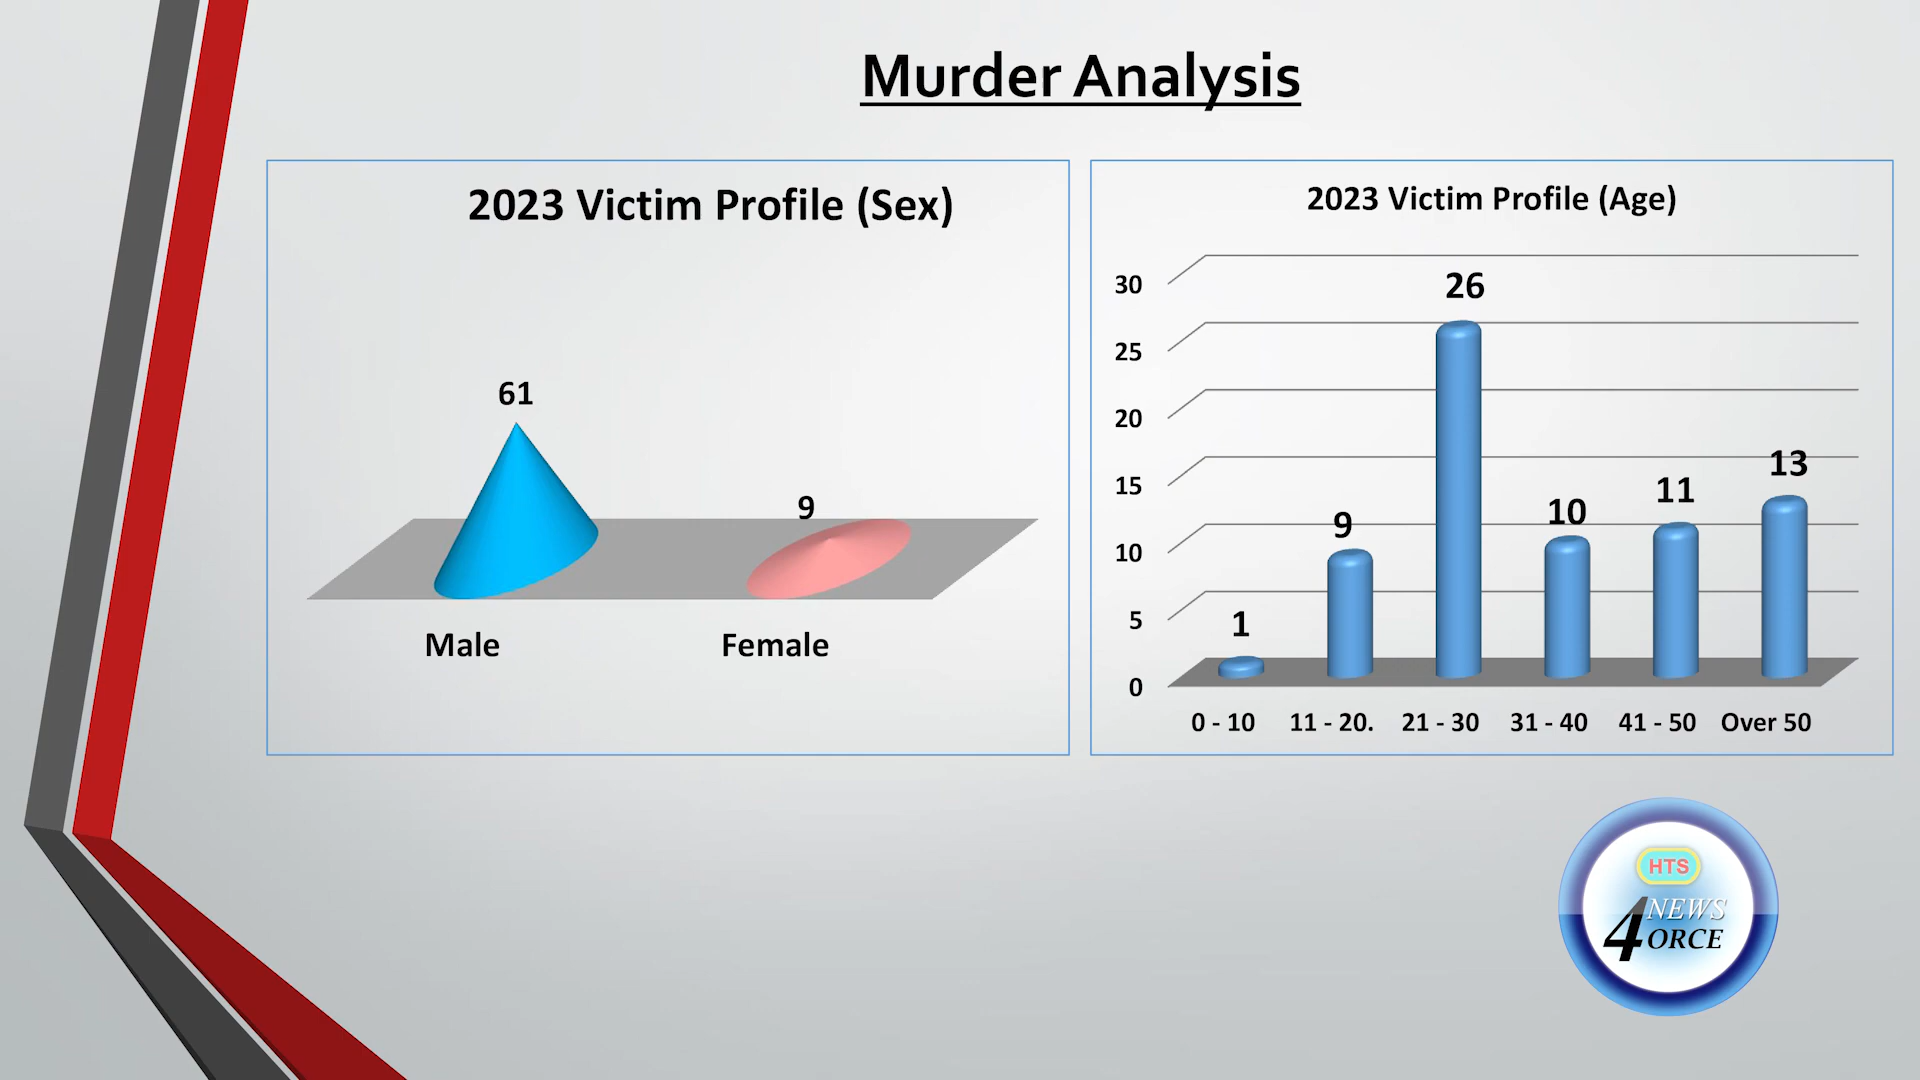 Murder Analysis
2023 Victim Profile (Sex)
61
9
Male Female
2023 Victim Profile (Age)
30
25
20
15
10
5
0
1
9
26
10
11
13
0 - 10 11 - 20. 21 - 30 31 - 40 41 - 50 Over 50
HTS
4 NEWS
ORCE